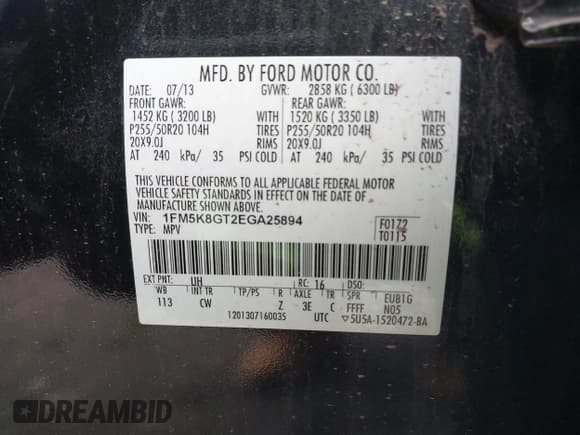 MFD. BY FORD MOTOR CO.
DATE: 07/13 GVWR: 2858 KG ( 6300 LB)
FRONT GAWR: REAR GAWR:
1452 KG ( 3200 LB) WITH 1520 KG ( 3350 LB) WITH
P255/50R20 104H TIRES P255/50R20 104H TIRES
20X9.0J RIMS 20X9.0J RIMS
AT 240 kPa/ 35 PSI COLD AT 240 kPa/ 35 PSI COLD
THIS VEHICLE CONFORMS TO ALL APPLICABLE FEDERAL MOTOR
VEHICLE SAFETY STANDARDS IN EFFECT ON THE DATE OF
MANUFACTURE SHOWN ABOVE.
VIN: 1FM5K8GT2EGA25894 F0172
TYPE: MPV T0115
EXT PNT: UH RC: 16 DSO:
WB INT TR TP/PS R AXLE TR SPR EUB1G
113 CW Z 3E C FFFF N05
1201307160035 UTC ▽5U5A-1520472-BA
DREAMBID